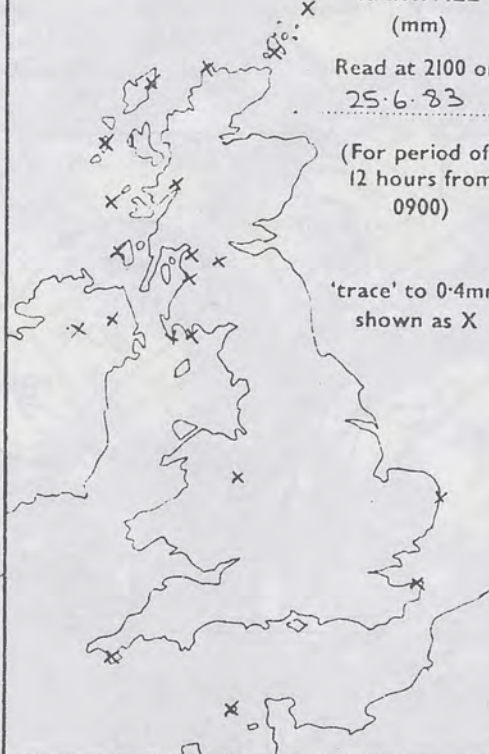 (mm)
Read at 2100 o
25.6.83
(For period of
12 hours from
0900)
'trace' to 0·4mm
shown as X